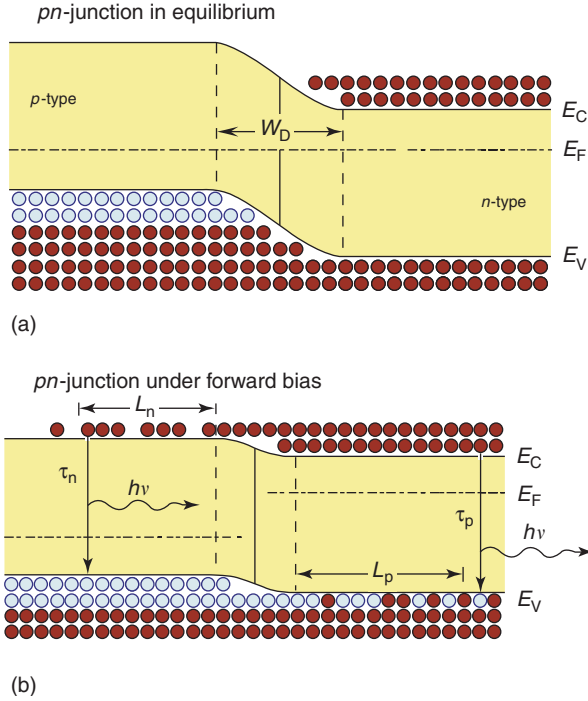 pn-junction in equilibrium
p-type
W_D
E_C
E_F
n-type
E_V
(a)
pn-junction under forward bias
L_n
E_C
τ_n
hν
E_F
τ_p
hν
L_p
E_V
(b)